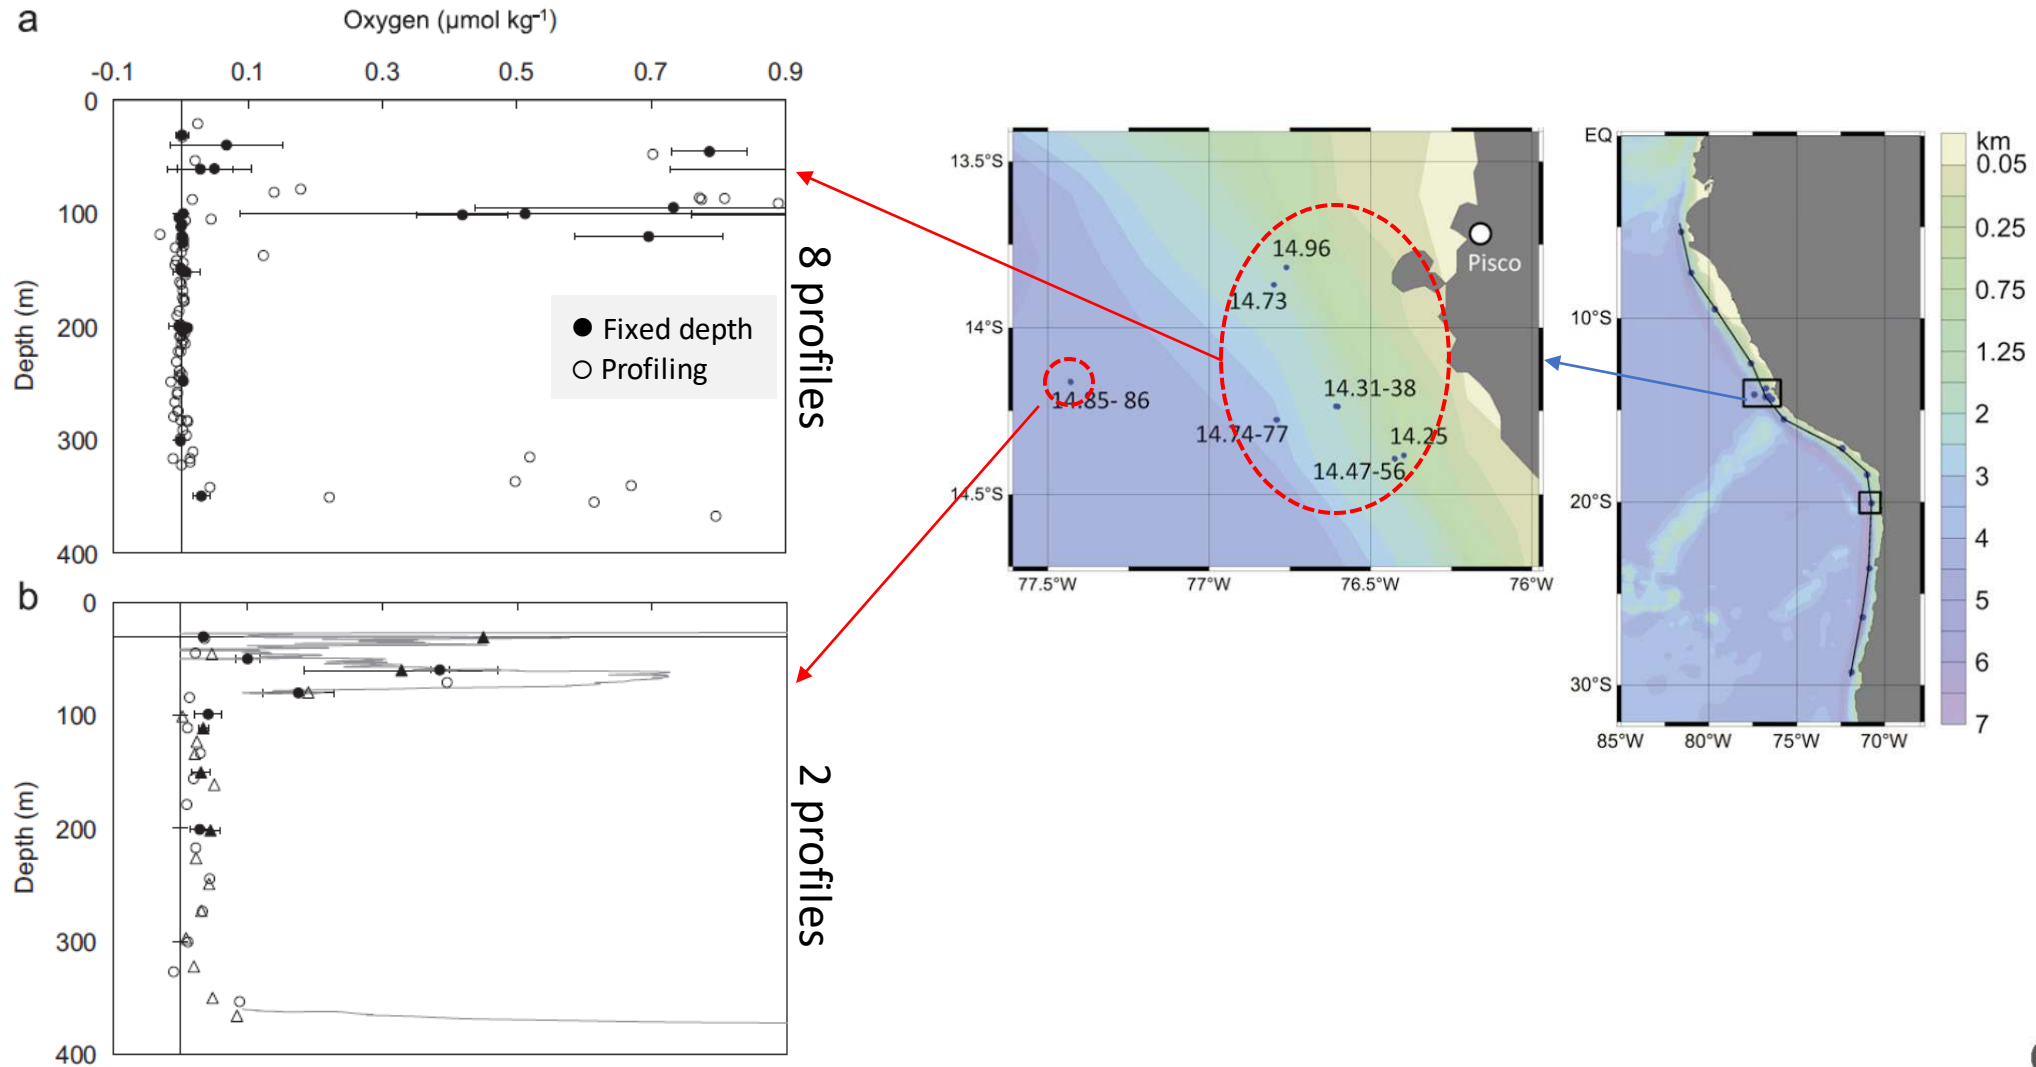 a
Oxygen (µmol kg⁻¹)
-0.1 0.1 0.3 0.5 0.7 0.9
0
100
200
300
400
Depth (m)
Fixed depth
Profiling
8 profiles
b
0
100
200
300
400
Depth (m)
2 profiles
13.5°S
14°S
14.5°S
77.5°W 77°W 76.5°W 76°W
14.96
14.73
Pisco
14.31-38
14.85- 86
14.74-77
14.25
14.47-56
EQ
10°S
20°S
30°S
85°W 80°W 75°W 70°W
km
0.05
0.25
0.75
1.25
2
3
4
5
6
7